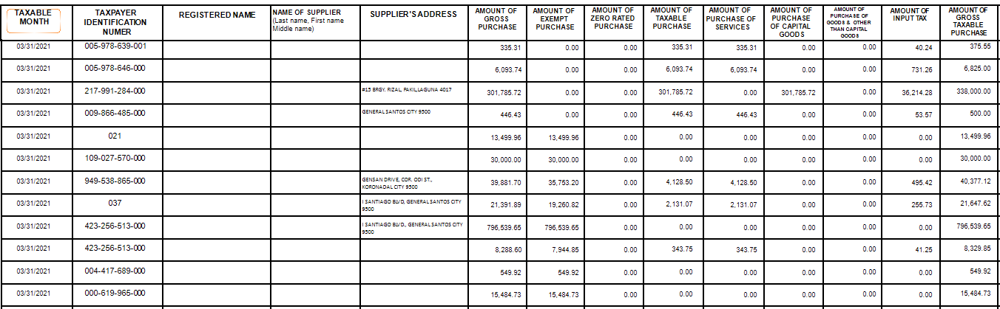 TAXABLE MONTH TAXPAYER IDENTIFICATION NUMER REGISTERED NAME NAME OF SUPPLIER (Last name, First name Middle name) SUPPLIER'S ADDRESS AMOUNT OF GROSS PURCHASE AMOUNT OF EXEMPT PURCHASE AMOUNT OF ZERO RATED PURCHASE AMOUNT OF TAXABLE PURCHASE AMOUNT OF PURCHASE OF SERVICES AMOUNT OF PURCHASE OF CAPITAL GOODS AMOUNT OF PURCHASE OF GOODS & OTHER THAN CAPITAL GOODS AMOUNT OF INPUT TAX AMOUNT OF GROSS TAXABLE PURCHASE
03/31/2021 005-978-639-001 335.31 0.00 0.00 335.31 335.31 0.00 0.00 40.24 375.55
03/31/2021 005-978-646-000 6,093.74 0.00 0.00 6,093.74 6,093.74 0.00 0.00 731.26 6,825.00
03/31/2021 217-991-284-000 #15 BRGY. RIZAL, PAKIL,LAGUNA 4017 301,785.72 0.00 0.00 301,785.72 0.00 301,785.72 0.00 36,214.28 338,000.00
03/31/2021 009-866-485-000 GENERAL SANTOS CITY 9500 446.43 0.00 0.00 446.43 446.43 0.00 0.00 53.57 500.00
03/31/2021 021 13,499.96 13,499.96 0.00 0.00 0.00 0.00 0.00 0.00 13,499.96
03/31/2021 109-027-570-000 30,000.00 30,000.00 0.00 0.00 0.00 0.00 0.00 0.00 30,000.00
03/31/2021 949-538-865-000 GENSAN DRIVE, COR. ODI ST., KORONADAL CITY 9500 39,881.70 35,753.20 0.00 4,128.50 4,128.50 0.00 0.00 495.42 40,377.12
03/31/2021 037 I SANTIAGO BLVD, GENERAL SANTOS CITY 9500 21,391.89 19,260.82 0.00 2,131.07 2,131.07 0.00 0.00 255.73 21,647.62
03/31/2021 423-256-513-000 I SANTIAGO BLVD., GENERAL SANTOS CITY 9500 796,539.65 796,539.65 0.00 0.00 0.00 0.00 0.00 0.00 796,539.65
03/31/2021 423-256-513-000 8,288.60 7,944.85 0.00 343.75 343.75 0.00 0.00 41.25 8,329.85
03/31/2021 004-417-689-000 549.92 549.92 0.00 0.00 0.00 0.00 0.00 0.00 549.92
03/31/2021 000-619-965-000 15,484.73 15,484.73 0.00 0.00 0.00 0.00 0.00 0.00 15,484.73